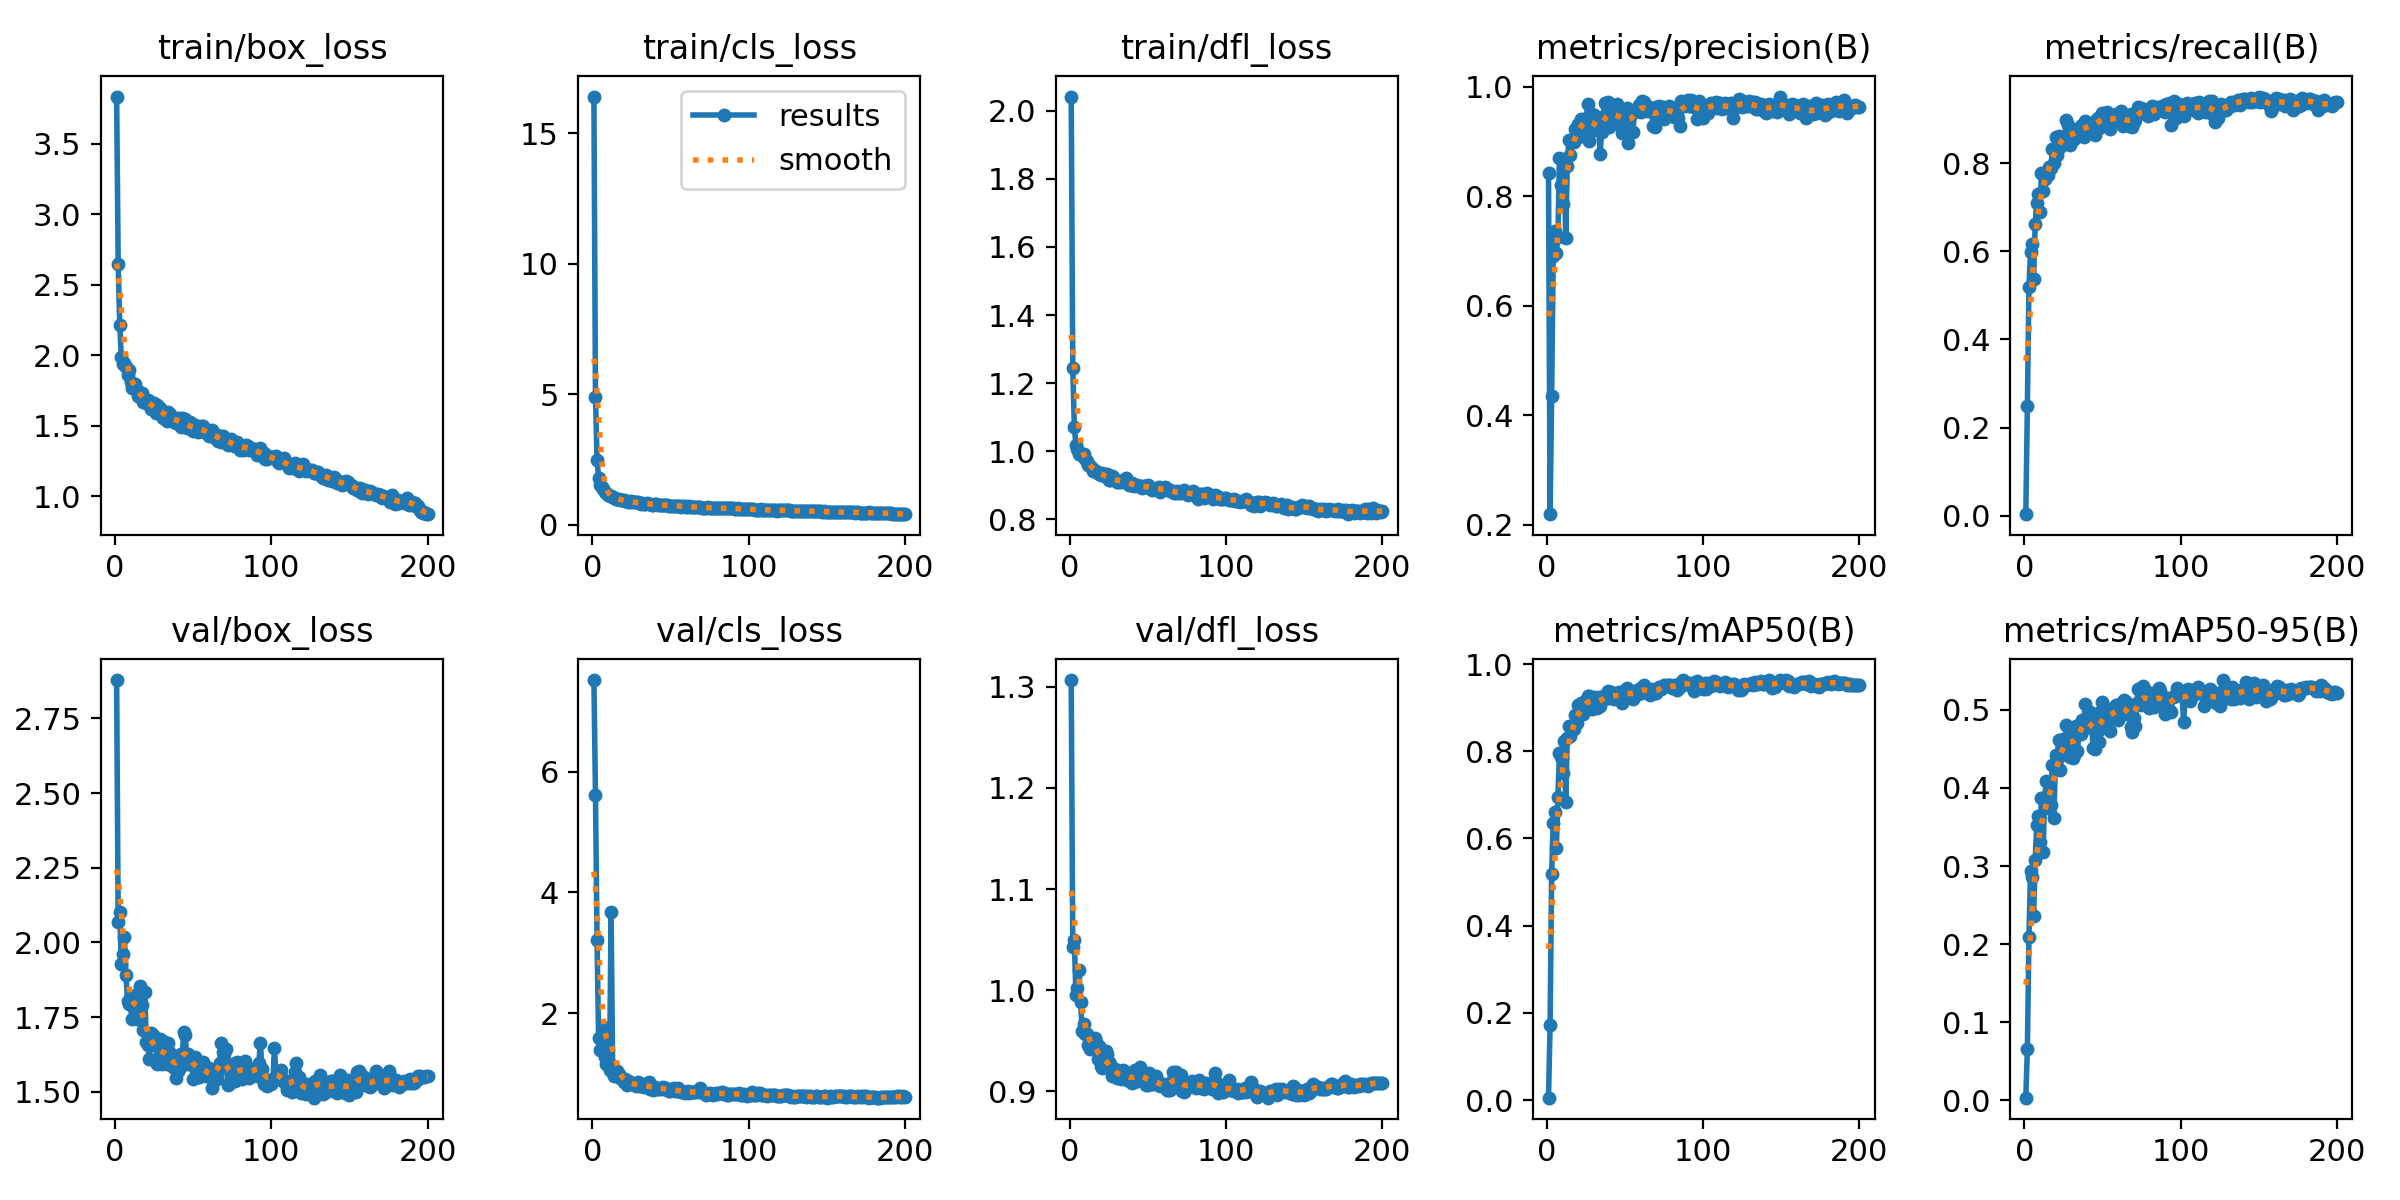 train/box_loss
3.5
3.0
2.5
2.0
1.5
1.0
0 100 200
train/cls_loss
results
smooth
15
10
5
0
0 100 200
train/dfl_loss
2.0
1.8
1.6
1.4
1.2
1.0
0.8
0 100 200
metrics/precision(B)
1.0
0.8
0.6
0.4
0.2
0 100 200
metrics/recall(B)
0.8
0.6
0.4
0.2
0.0
0 100 200
val/box_loss
2.75
2.50
2.25
2.00
1.75
1.50
0 100 200
val/cls_loss
6
4
2
0 100 200
val/dfl_loss
1.3
1.2
1.1
1.0
0.9
0 100 200
metrics/mAP50(B)
1.0
0.8
0.6
0.4
0.2
0.0
0 100 200
metrics/mAP50-95(B)
0.5
0.4
0.3
0.2
0.1
0.0
0 100 200